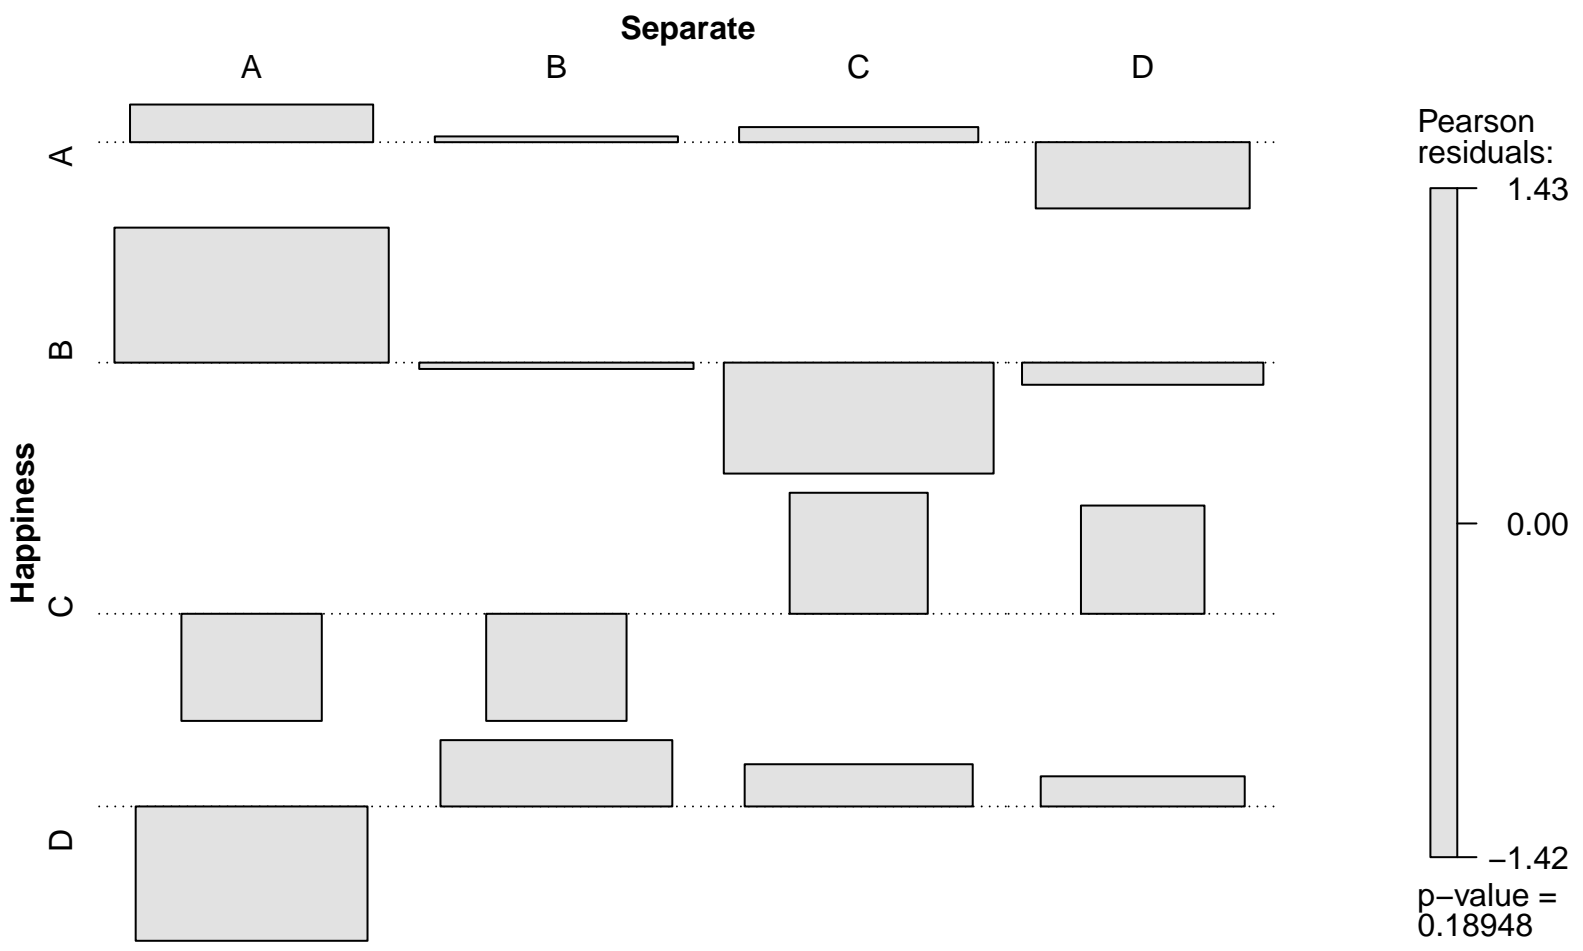 Separate
A B C D
Happiness
A
B
C
D
Pearson
residuals:
1.43
0.00
−1.42
p−value =
0.18948